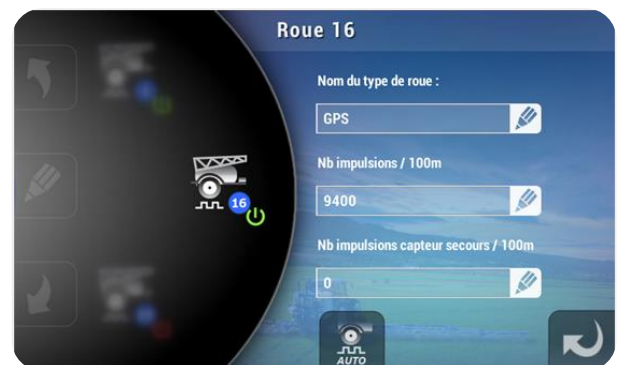 Roue 16
Nom du type de roue :
GPS
Nb impulsions / 100m
9400
16
Nb impulsions capteur secours / 100m
0
AUTO